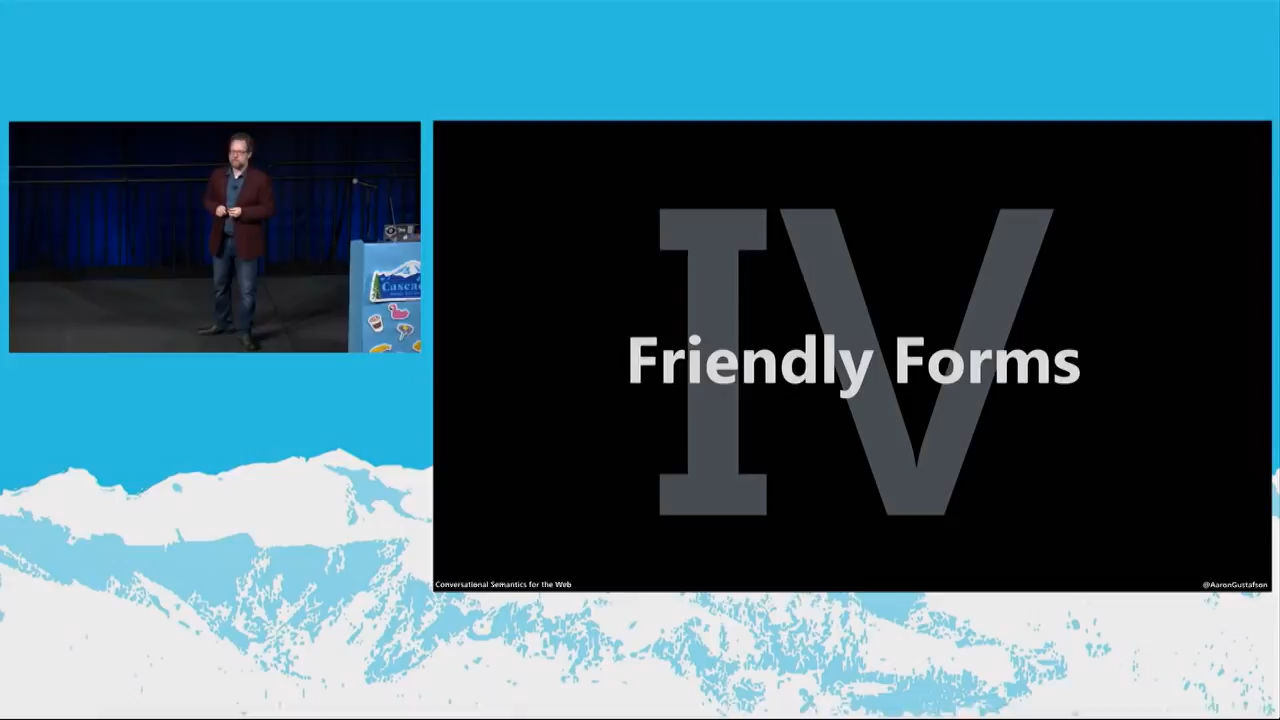 IV
Friendly Forms
Conversational Semantics for the Web
@AaronGustafson